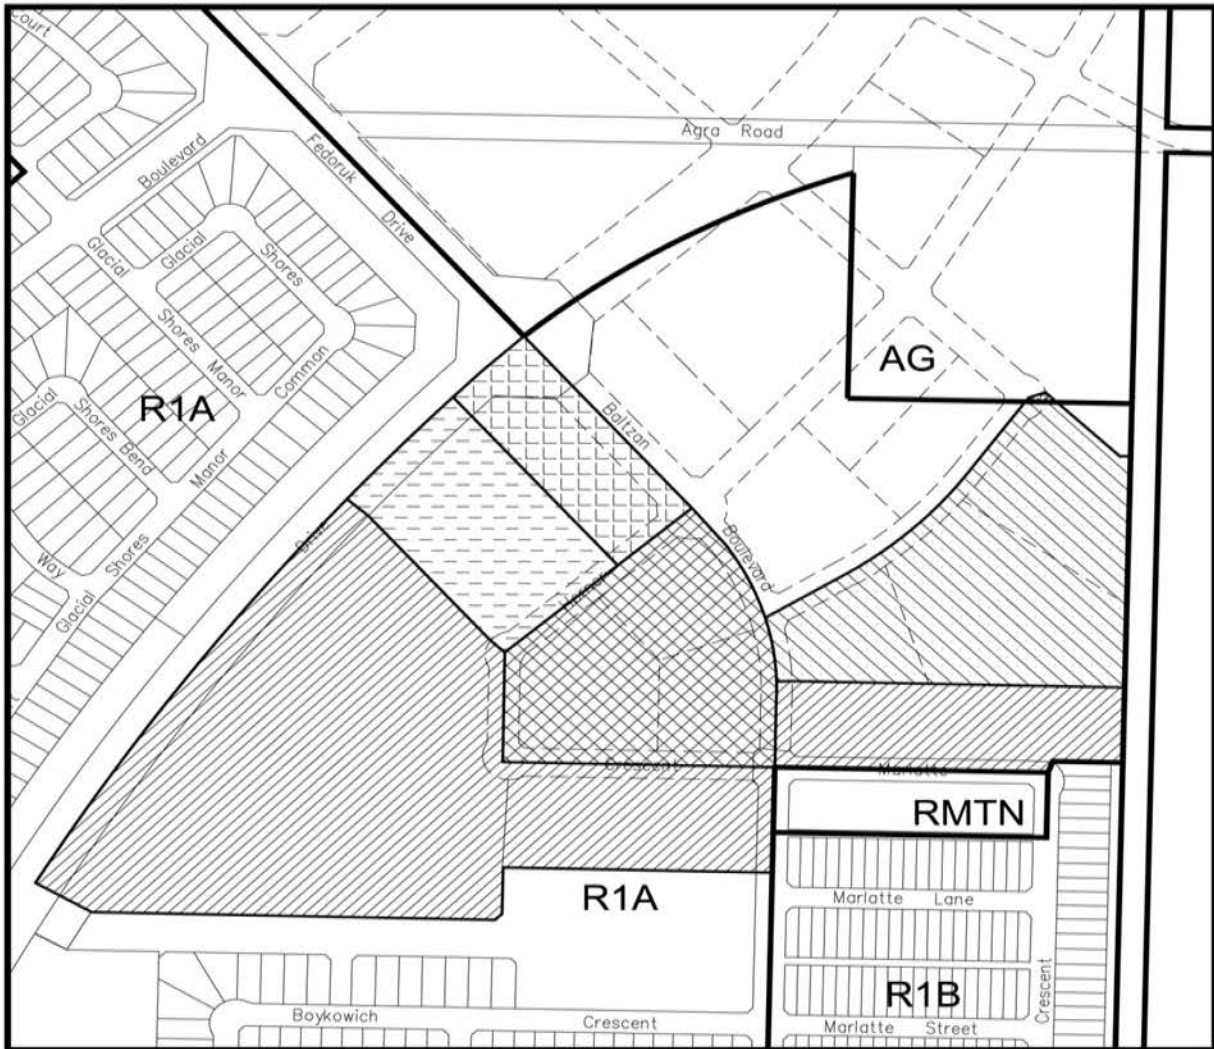 Court
Agra Road
Boulevard
Fedoruk
Drive
Glacial
Glacial
Shores
AG
Shores Manor
Common
R1A
Glacial
Shores Bend
Manor
Baltzan
Boulevard
Drive
Way
Glacial Shores
Crescent
Marlatte
RMTN
R1A
Marlatte Lane
R1B
Crescent
Boykowich
Crescent
Marlatte Street